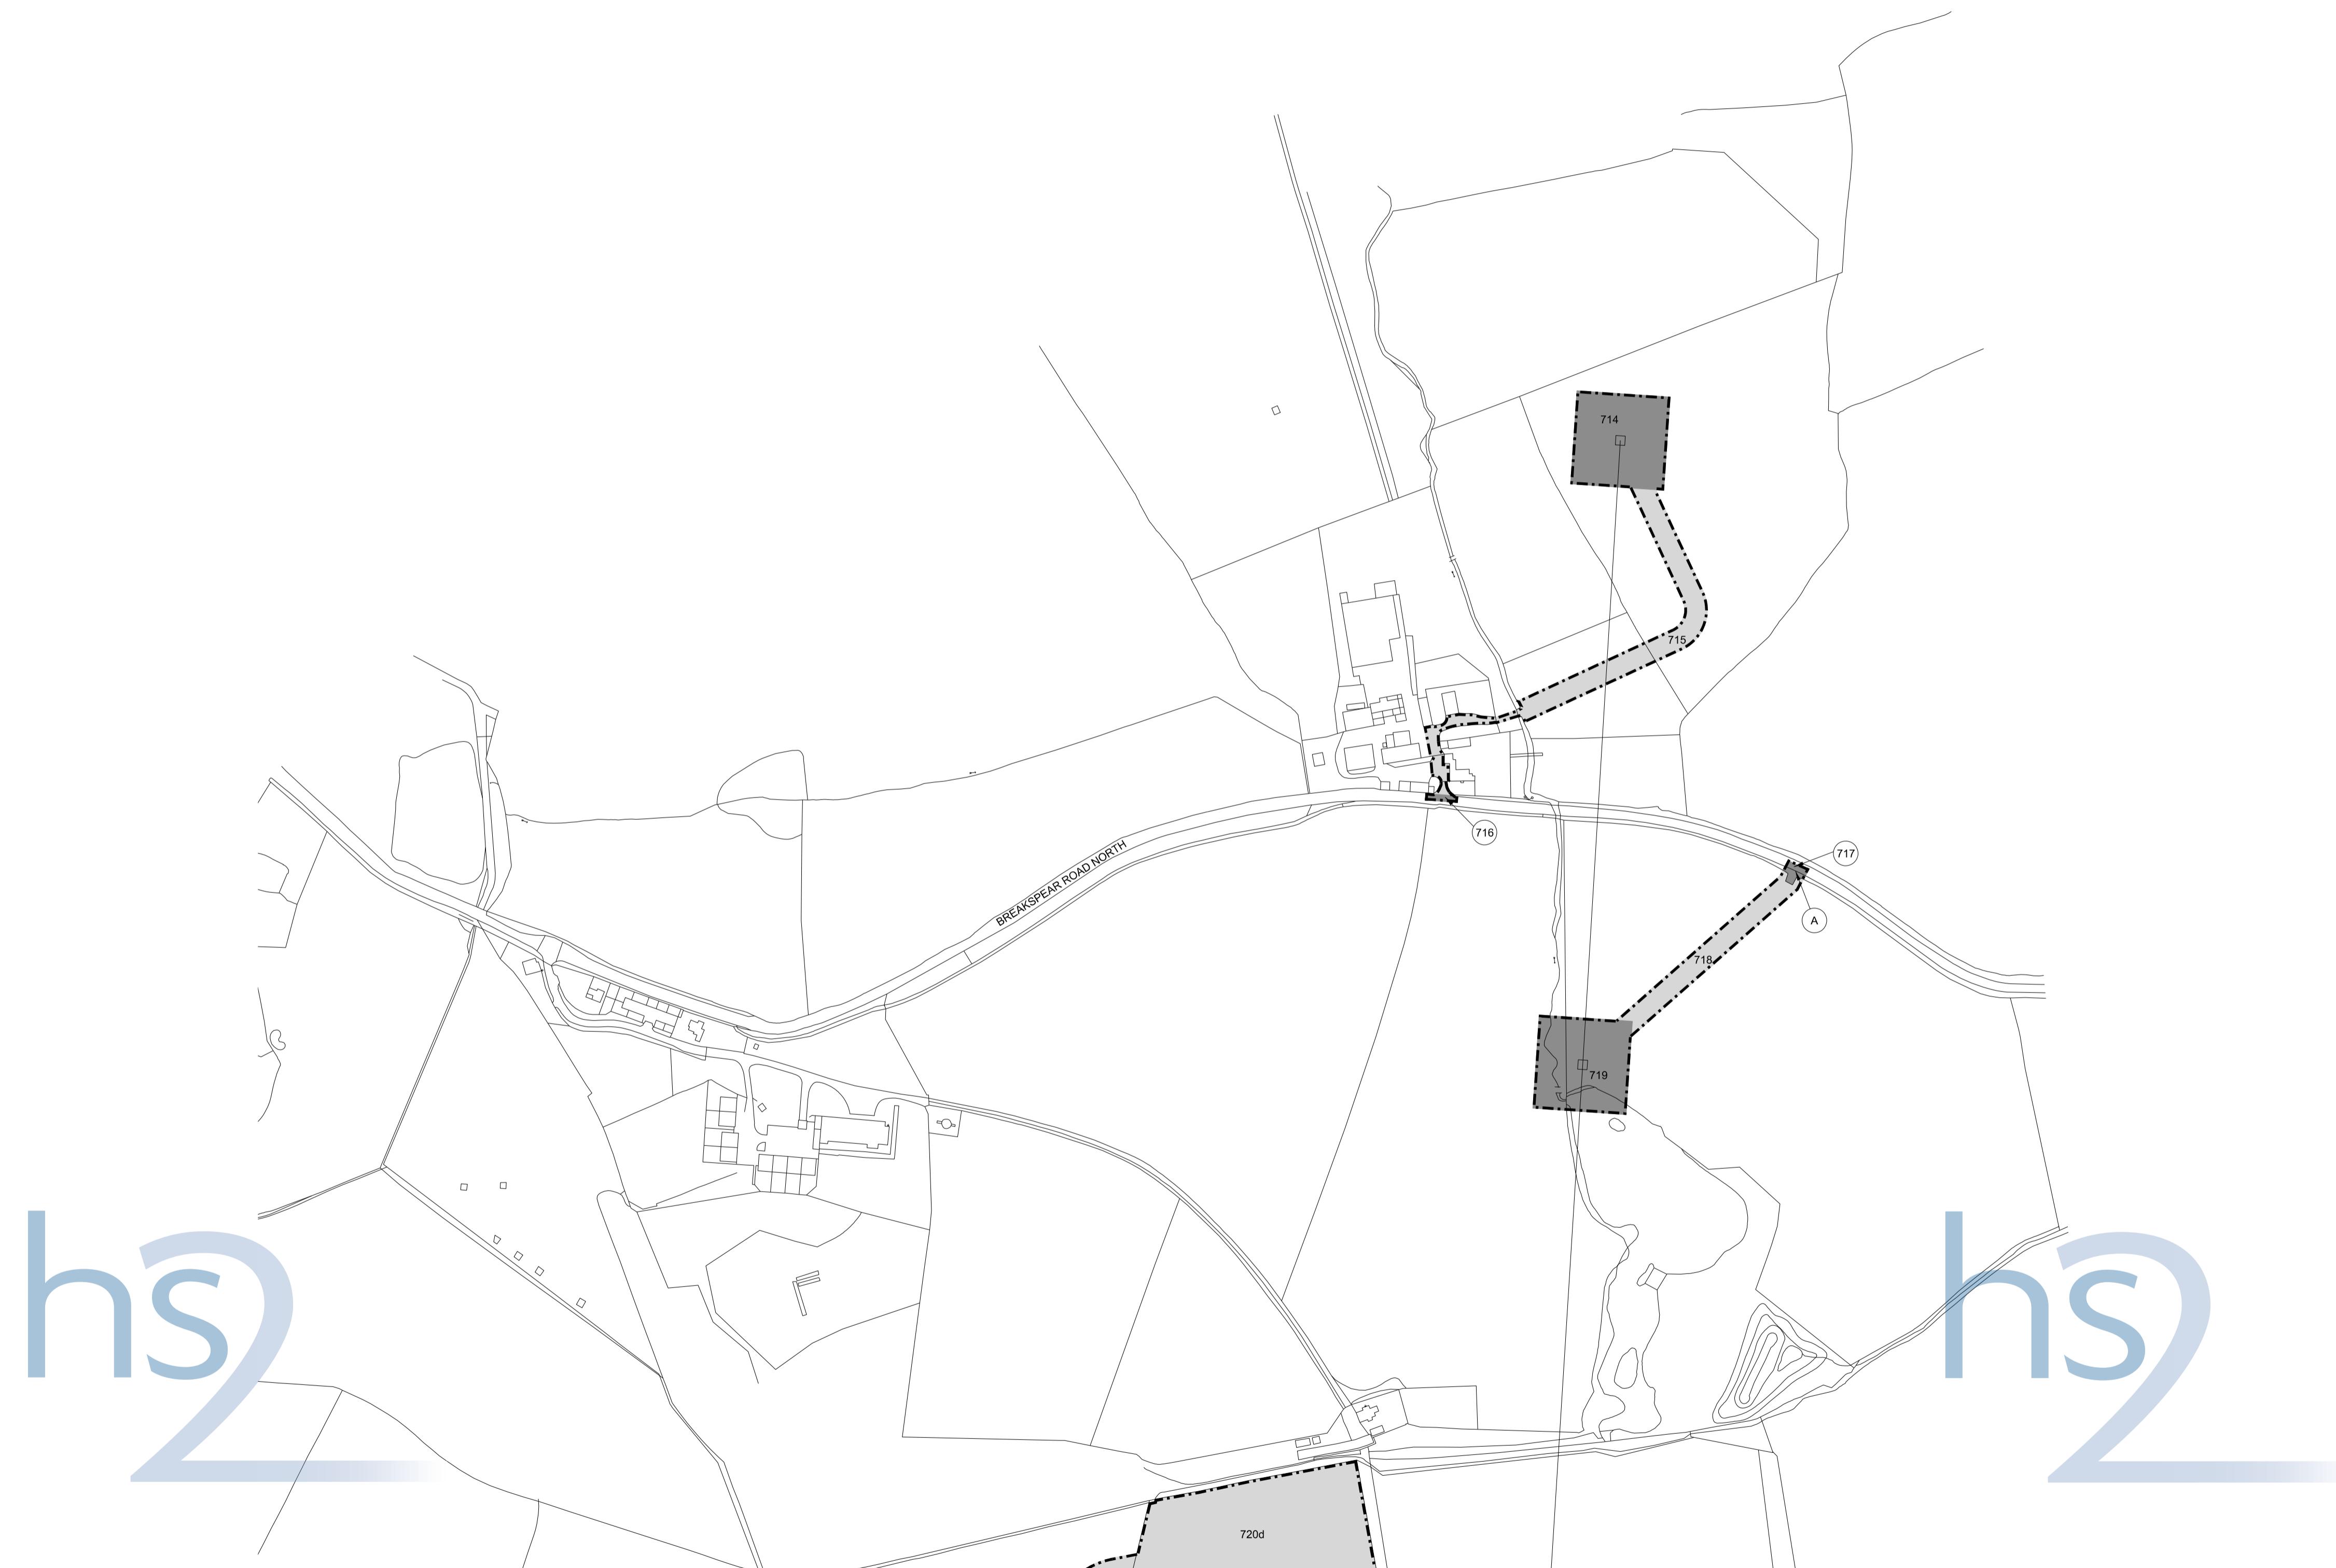 714
715
716
BREAKSPEAR ROAD NORTH
717
A
718
719
hs2
hs2
720d